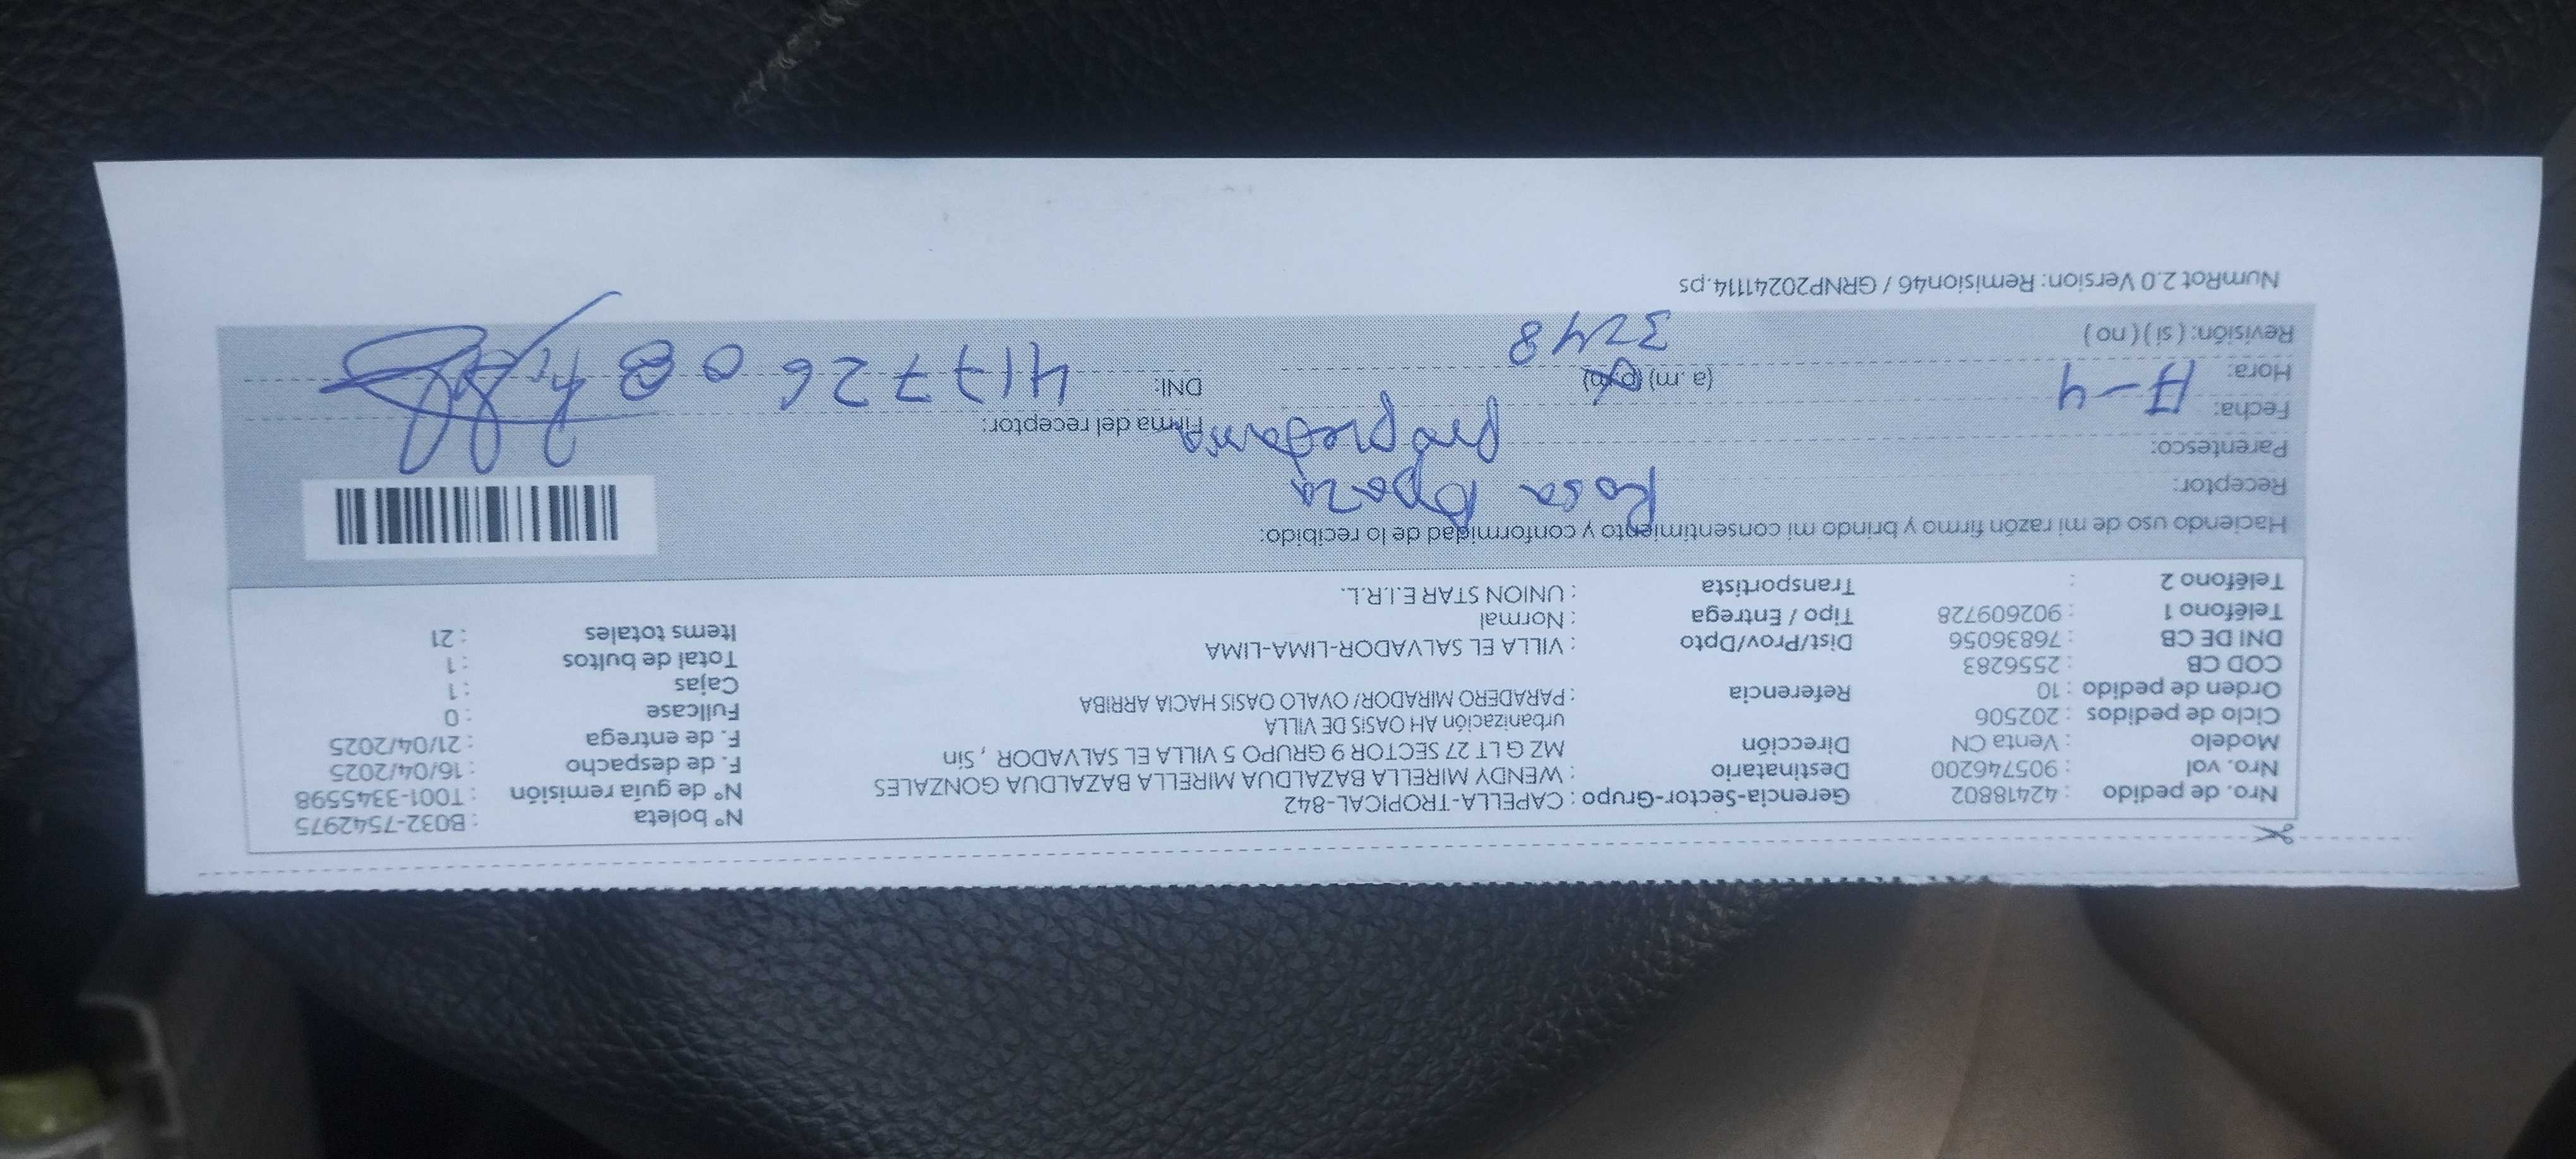 Nro. de pedido : 42418802 Gerencia-Sector-Grupo : CAPELLA-TROPICAL-842 N° boleta : B032-7542975
Nro. vol : 905746200 Destinatario : WENDY MIRELLA BAZALDUA MIRELLA BAZALDUA GONZALES N° de guía remisión : T001-3345598
Modelo : Venta CN Dirección MZ G LT 27 SECTOR 9 GRUPO 5 VILLA EL SALVADOR , Sin F. de despacho : 16/04/2025
Ciclo de pedidos : 202506 urbanización AH OASIS DE VILLA F. de entrega : 21/04/2025
Orden de pedido : 10 Referencia : PARADERO MIRADOR/ OVALO OASIS HACIA ARRIBA Fullcase : 0
COD CB : 2556283 Cajas : 1
DNI DE CB : 76836056 Dist/Prov/Dpto : VILLA EL SALVADOR-LIMA-LIMA Total de bultos : 1
Teléfono 1 : 902609728 Tipo / Entrega : Normal Items totales : 21
Teléfono 2 : Transportista : UNION STAR E.I.R.L.
Haciendo uso de mi razón firmo y brindo mi consentimiento y conformidad de lo recibido:
Receptor: Rosa
Parentesco:
Fecha: Firma del receptor:
Hora: (a.m) (p.m) DNI: 41772608
Revisión: ( si ) ( no ) 3248
NumRot 2.0 Version: Remision46 / GRNP20241114.ps